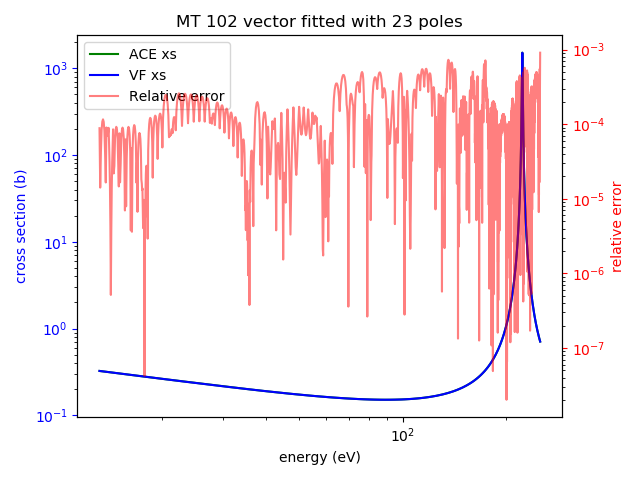 MT 102 vector fitted with 23 poles
ACE xs
VF xs
Relative error
cross section (b)
10³
10²
10¹
10⁰
10⁻¹
10⁻³
10⁻⁴
10⁻⁵
10⁻⁶
10⁻⁷
relative error
10²
energy (eV)